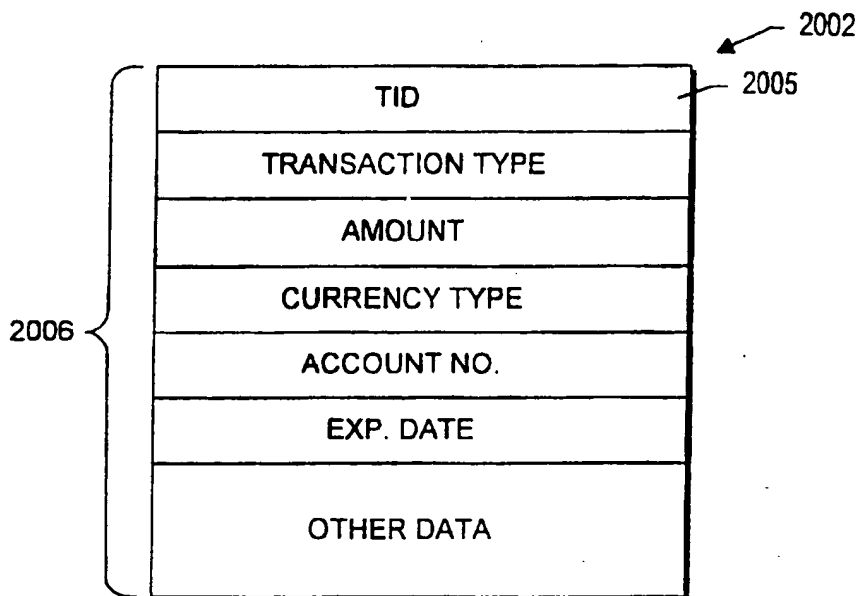 2002
TID
2005
TRANSACTION TYPE
AMOUNT
CURRENCY TYPE
2006
ACCOUNT NO.
EXP. DATE
OTHER DATA